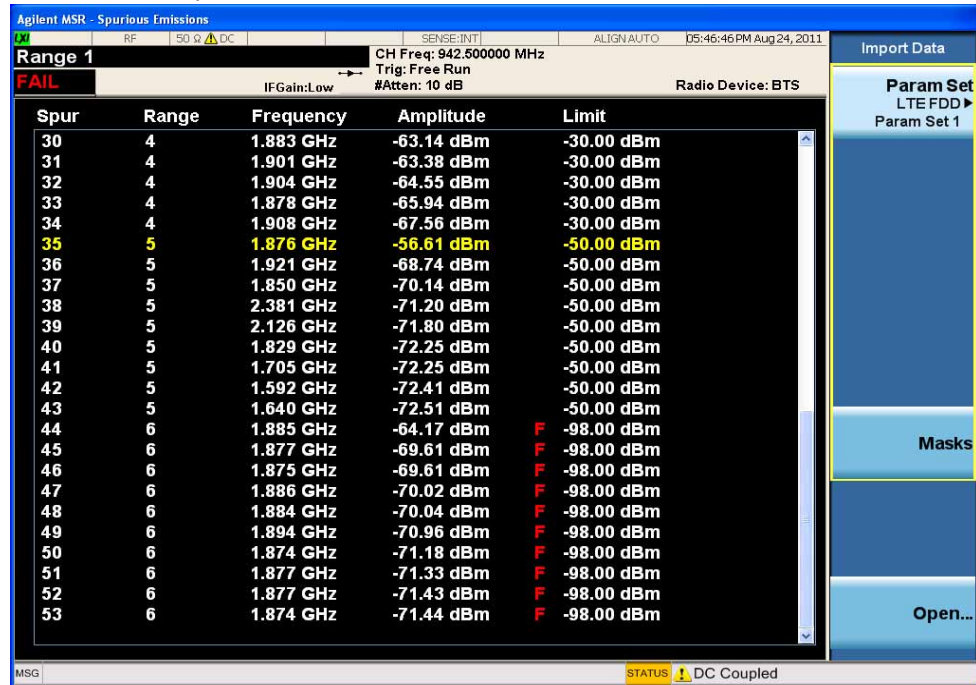 Agilent MSR - Spurious Emissions
LXI RF 50 Ω DC SENSE:INT ALIGN AUTO 05:46:46 PM Aug 24, 2011
Range 1
CH Freq: 942.500000 MHz
Trig: Free Run
FAIL IFGain:Low #Atten: 10 dB Radio Device: BTS
Import Data
Param Set
LTE FDD
Param Set 1
Masks
Open...
Spur Range Frequency Amplitude Limit
30 4 1.883 GHz -63.14 dBm -30.00 dBm
31 4 1.901 GHz -63.38 dBm -30.00 dBm
32 4 1.904 GHz -64.55 dBm -30.00 dBm
33 4 1.878 GHz -65.94 dBm -30.00 dBm
34 4 1.908 GHz -67.56 dBm -30.00 dBm
35 5 1.876 GHz -56.61 dBm -50.00 dBm
36 5 1.921 GHz -68.74 dBm -50.00 dBm
37 5 1.850 GHz -70.14 dBm -50.00 dBm
38 5 2.381 GHz -71.20 dBm -50.00 dBm
39 5 2.126 GHz -71.80 dBm -50.00 dBm
40 5 1.829 GHz -72.25 dBm -50.00 dBm
41 5 1.705 GHz -72.25 dBm -50.00 dBm
42 5 1.592 GHz -72.41 dBm -50.00 dBm
43 5 1.640 GHz -72.51 dBm -50.00 dBm
44 6 1.885 GHz -64.17 dBm F -98.00 dBm
45 6 1.877 GHz -69.61 dBm F -98.00 dBm
46 6 1.875 GHz -69.61 dBm F -98.00 dBm
47 6 1.886 GHz -70.02 dBm F -98.00 dBm
48 6 1.884 GHz -70.04 dBm F -98.00 dBm
49 6 1.894 GHz -70.96 dBm F -98.00 dBm
50 6 1.874 GHz -71.18 dBm F -98.00 dBm
51 6 1.877 GHz -71.33 dBm F -98.00 dBm
52 6 1.877 GHz -71.43 dBm F -98.00 dBm
53 6 1.874 GHz -71.44 dBm F -98.00 dBm
MSG STATUS DC Coupled